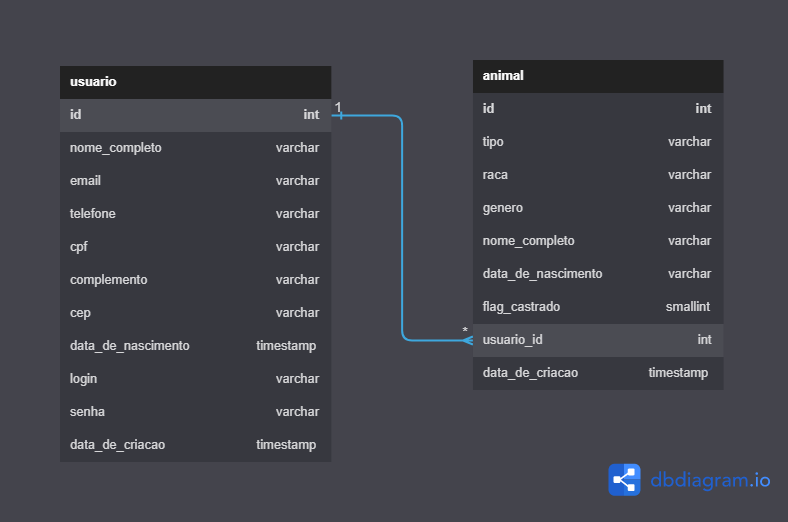 usuario
id int
nome_completo varchar
email varchar
telefone varchar
cpf varchar
complemento varchar
cep varchar
data_de_nascimento timestamp
login varchar
senha varchar
data_de_criacao timestamp
1
*
animal
id int
tipo varchar
raca varchar
genero varchar
nome_completo varchar
data_de_nascimento varchar
flag_castrado smallint
usuario_id int
data_de_criacao timestamp
dbdiagram.io